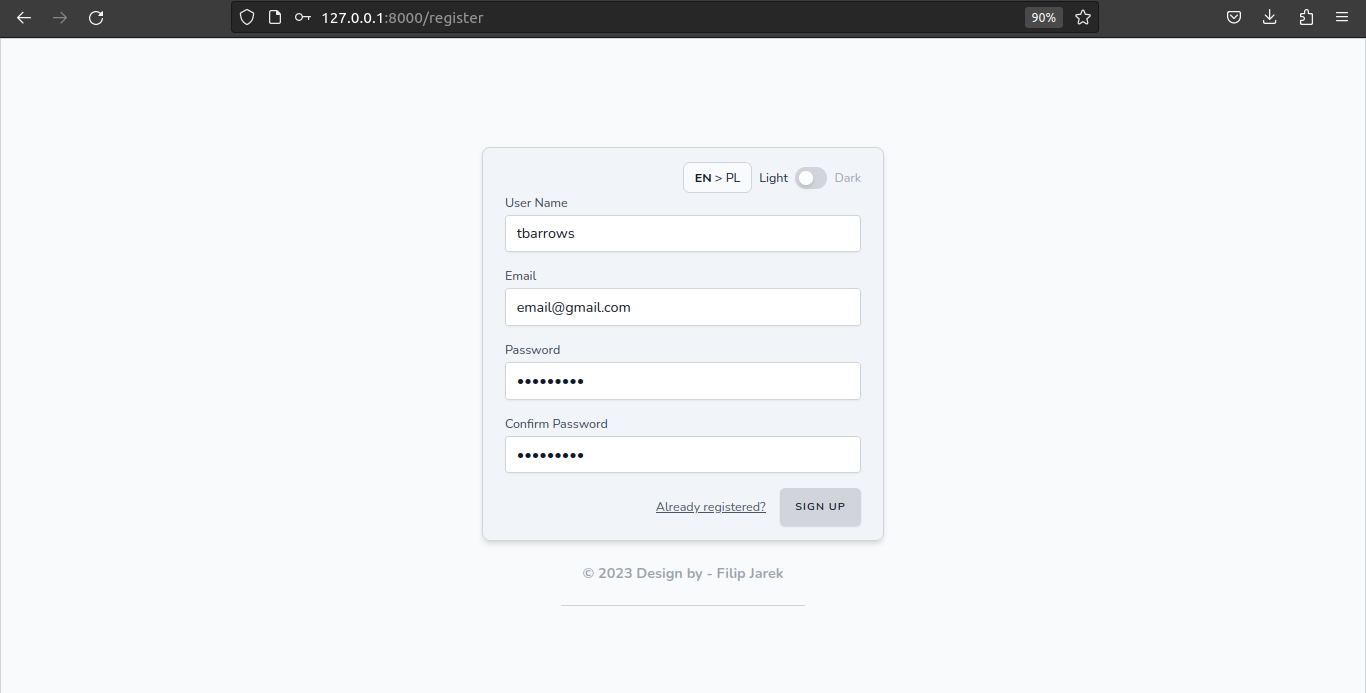 127.0.0.1:8000/register 90%
EN > PL Light Dark
User Name
tbarrows
Email
email@gmail.com
Password
•••••••••
Confirm Password
•••••••••
Already registered? SIGN UP
© 2023 Design by - Filip Jarek